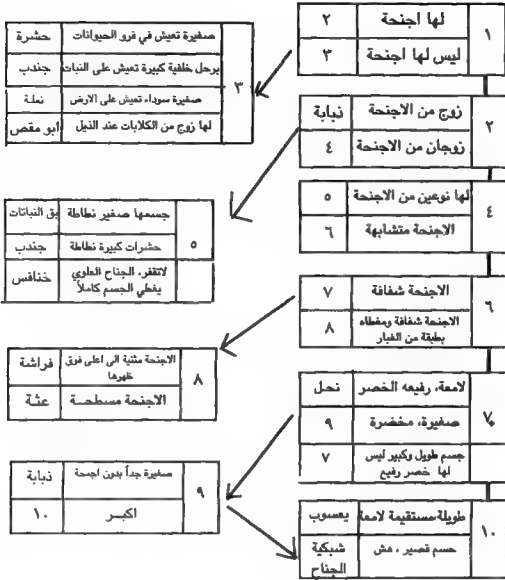 ١
لها اجنحة ٢
ليس لها اجنحة ٣
٢
زوج من الاجنحة ذبابة
زوجان من الاجنحة ٤
٣
صغيرة تعيش في فرو الحيوانات حشرة
برجل خلفية كبيرة تعيش على النبات جندب
صغيرة سوداء تعيش على الارض نملة
لها زوج من الكلابات عند الذيل ابو مقص
٤
لها نوعين من الاجنحة ٥
الاجنحة متشابهة ٦
٥
جسمها صغير نطاطة بق النباتات
حشرات كبيرة نطاطة جندب
لاتقفر، الجناح العلوي
يغطي الجسم كاملاً
خنافس
٦
الاجنحة شفافة ٧
الاجنحة شفافة ومغطاه
بطبقة من الغبار
٨
٧
لامعة، رفيعه الخصر نحل
صغيرة، مخضرة ٩
جسم طويل وكبير ليس
لها خصر رفيع
٧
٨
الاجنحة مثنية الى اعلى فوق
ظهرها
فراشة
الاجنحة مسطحة عثة
٩
صغيرة جداً بدون اجنحة ذبابة
اكبر ١٠
١٠
طويلة مستقيمة لامعة يعسوب
جسم قصير، هش
شبكية
الجناح